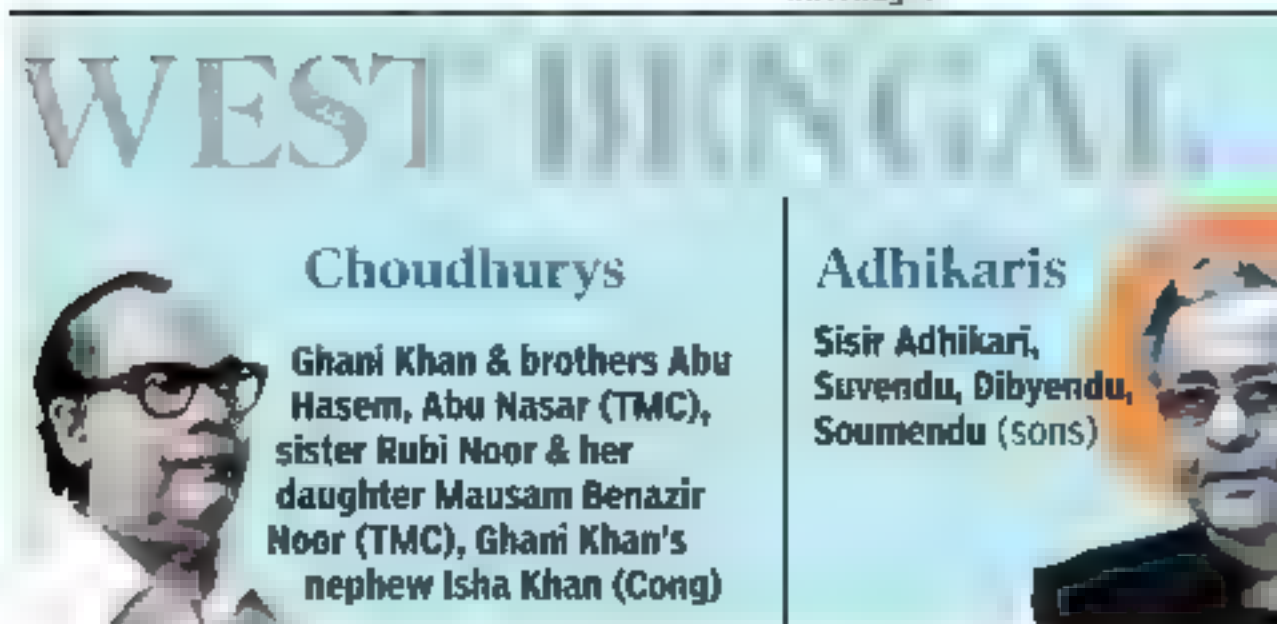 WEST BENGAL
Choudhurys
Ghani Khan & brothers Abu
Hasem, Abu Nasar (TMC),
sister Rubi Noor & her
daughter Mausam Benazir
Noor (TMC), Ghani Khan's
nephew Isha Khan (Cong)
Adhikaris
Sisir Adhikari,
Suvendu, Dibyendu,
Soumendu (sons)